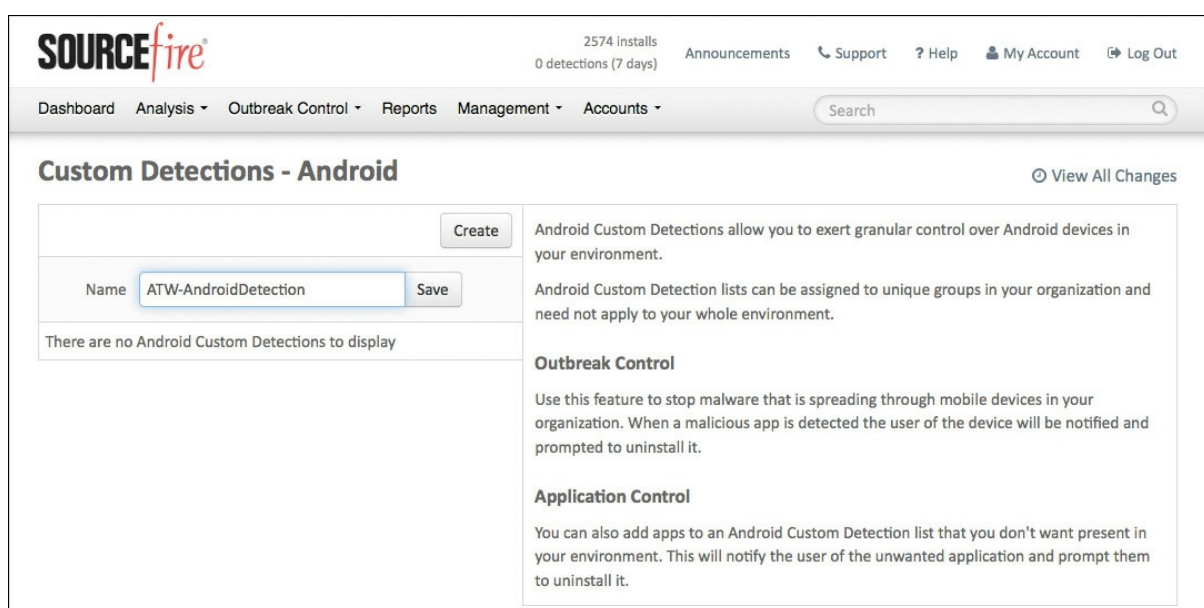 SOURCEfire®
2574 installs
0 detections (7 days)
Announcements
Support
? Help
My Account
Log Out
Dashboard
Analysis
Outbreak Control
Reports
Management
Accounts
Search
Custom Detections - Android
View All Changes
Create
Name
ATW-AndroidDetection
Save
There are no Android Custom Detections to display
Android Custom Detections allow you to exert granular control over Android devices in
your environment.
Android Custom Detection lists can be assigned to unique groups in your organization and
need not apply to your whole environment.
Outbreak Control
Use this feature to stop malware that is spreading through mobile devices in your
organization. When a malicious app is detected the user of the device will be notified and
prompted to uninstall it.
Application Control
You can also add apps to an Android Custom Detection list that you don't want present in
your environment. This will notify the user of the unwanted application and prompt them
to uninstall it.